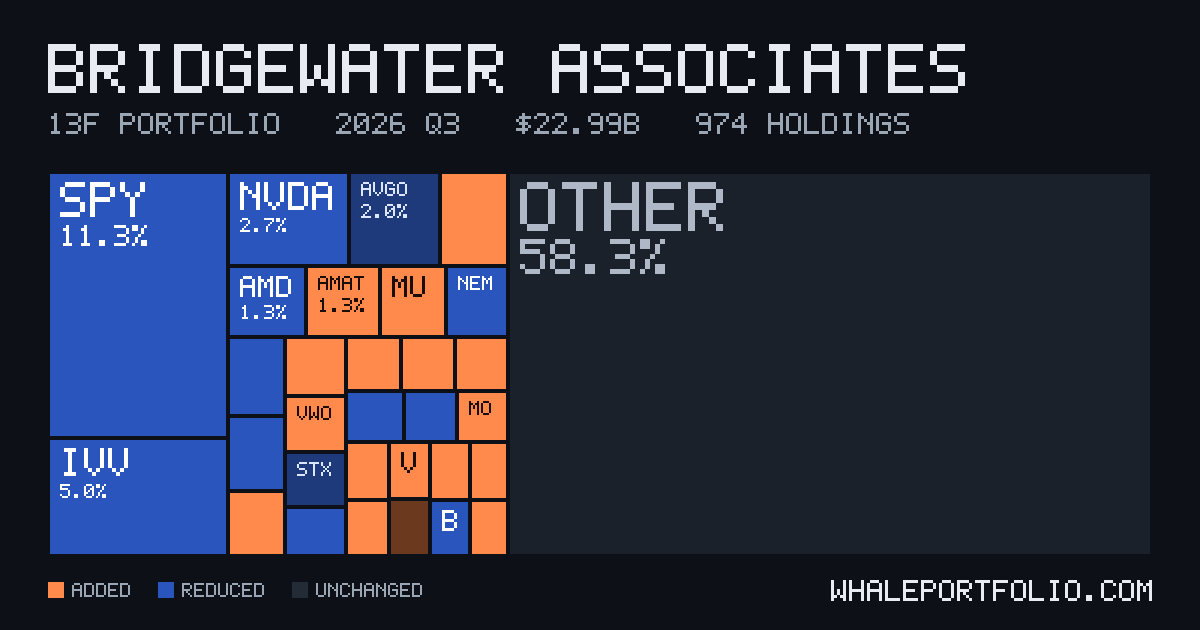 BRIDGEWATER ASSOCIATES
13F PORTFOLIO 2026 Q3 $22.99B 974 HOLDINGS
SPY
11.3%
NVDA
2.7%
AVGO
2.0%
OTHER
58.3%
AMD
1.3%
AMAT
1.3%
MU
NEM
VWO
MO
IVV
5.0%
STX
V
B
ADDED REDUCED UNCHANGED
WHALEPORTFOLIO.COM